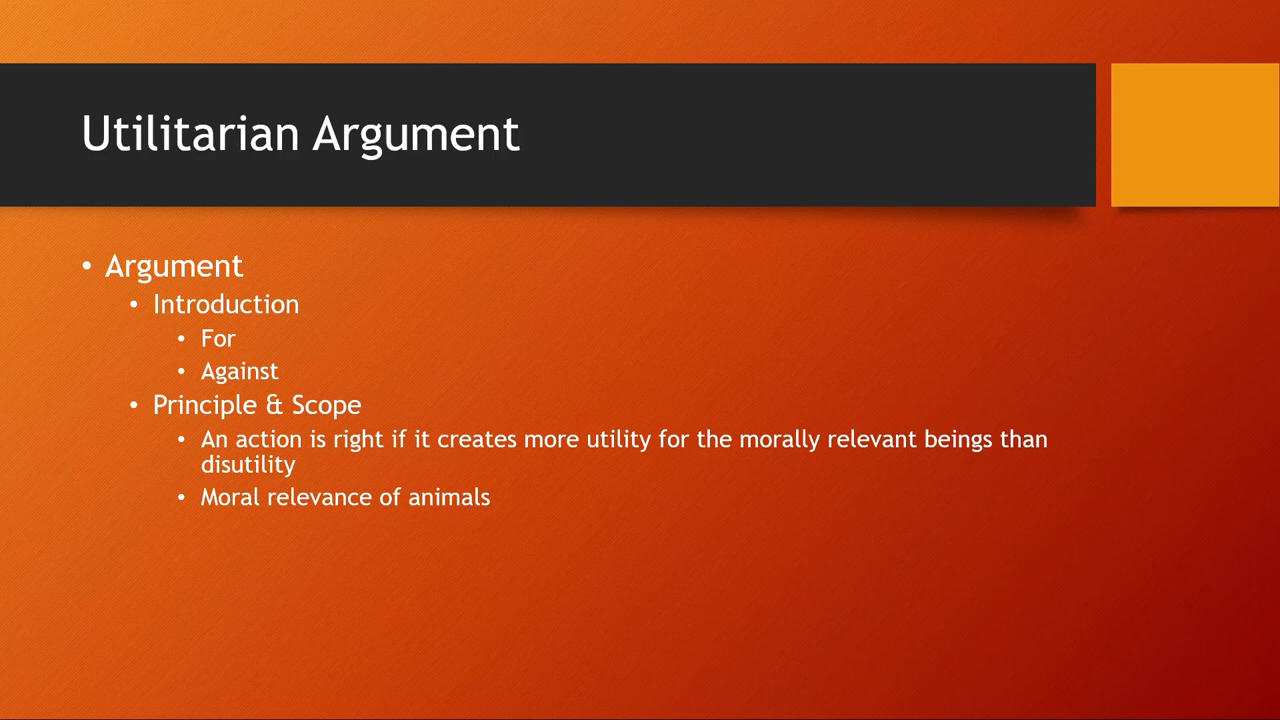 Utilitarian Argument
• Argument
• Introduction
• For
• Against
• Principle & Scope
• An action is right if it creates more utility for the morally relevant beings than
disutility
• Moral relevance of animals